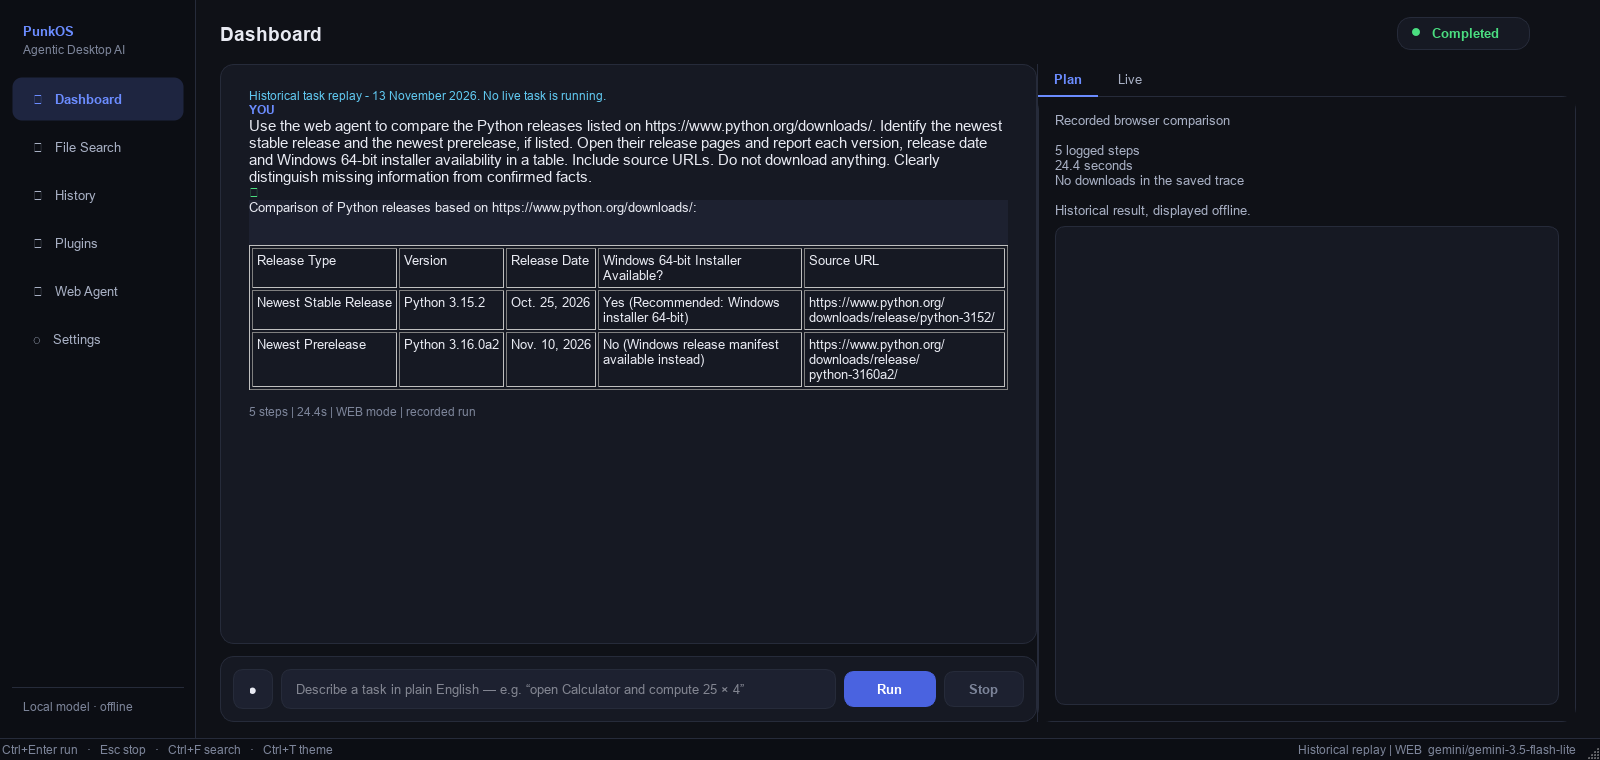 PunkOS
Agentic Desktop AI
Dashboard
File Search
History
Plugins
Web Agent
Settings
Local model · offline
Dashboard
Completed
Historical task replay - 13 November 2026. No live task is running.
YOU
Use the web agent to compare the Python releases listed on https://www.python.org/downloads/. Identify the newest
stable release and the newest prerelease, if listed. Open their release pages and report each version, release date
and Windows 64-bit installer availability in a table. Include source URLs. Do not download anything. Clearly
distinguish missing information from confirmed facts.
Comparison of Python releases based on https://www.python.org/downloads/:
Release Type
Version
Release Date
Windows 64-bit Installer
Available?
Source URL
Newest Stable Release
Python 3.15.2
Oct. 25, 2026
Yes (Recommended: Windows
installer 64-bit)
https://www.python.org/
downloads/release/python-3152/
Newest Prerelease
Python 3.16.0a2
Nov. 10, 2026
No (Windows release manifest
available instead)
https://www.python.org/
downloads/release/
python-3160a2/
5 steps | 24.4s | WEB mode | recorded run
Describe a task in plain English — e.g. “open Calculator and compute 25 × 4”
Run
Stop
Plan
Live
Recorded browser comparison
5 logged steps
24.4 seconds
No downloads in the saved trace
Historical result, displayed offline.
Ctrl+Enter run · Esc stop · Ctrl+F search · Ctrl+T theme
Historical replay | WEB gemini/gemini-3.5-flash-lite